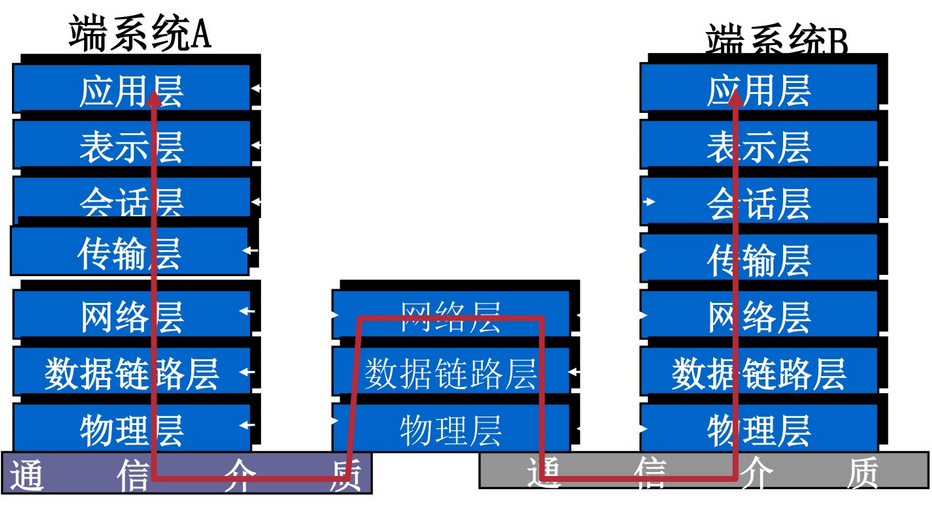 端系统A
端系统B
应用层
表示层
会话层
传输层
网络层
数据链路层
物理层
网络层
数据链路层
物理层
应用层
表示层
会话层
传输层
网络层
数据链路层
物理层
通信介质
通信介质